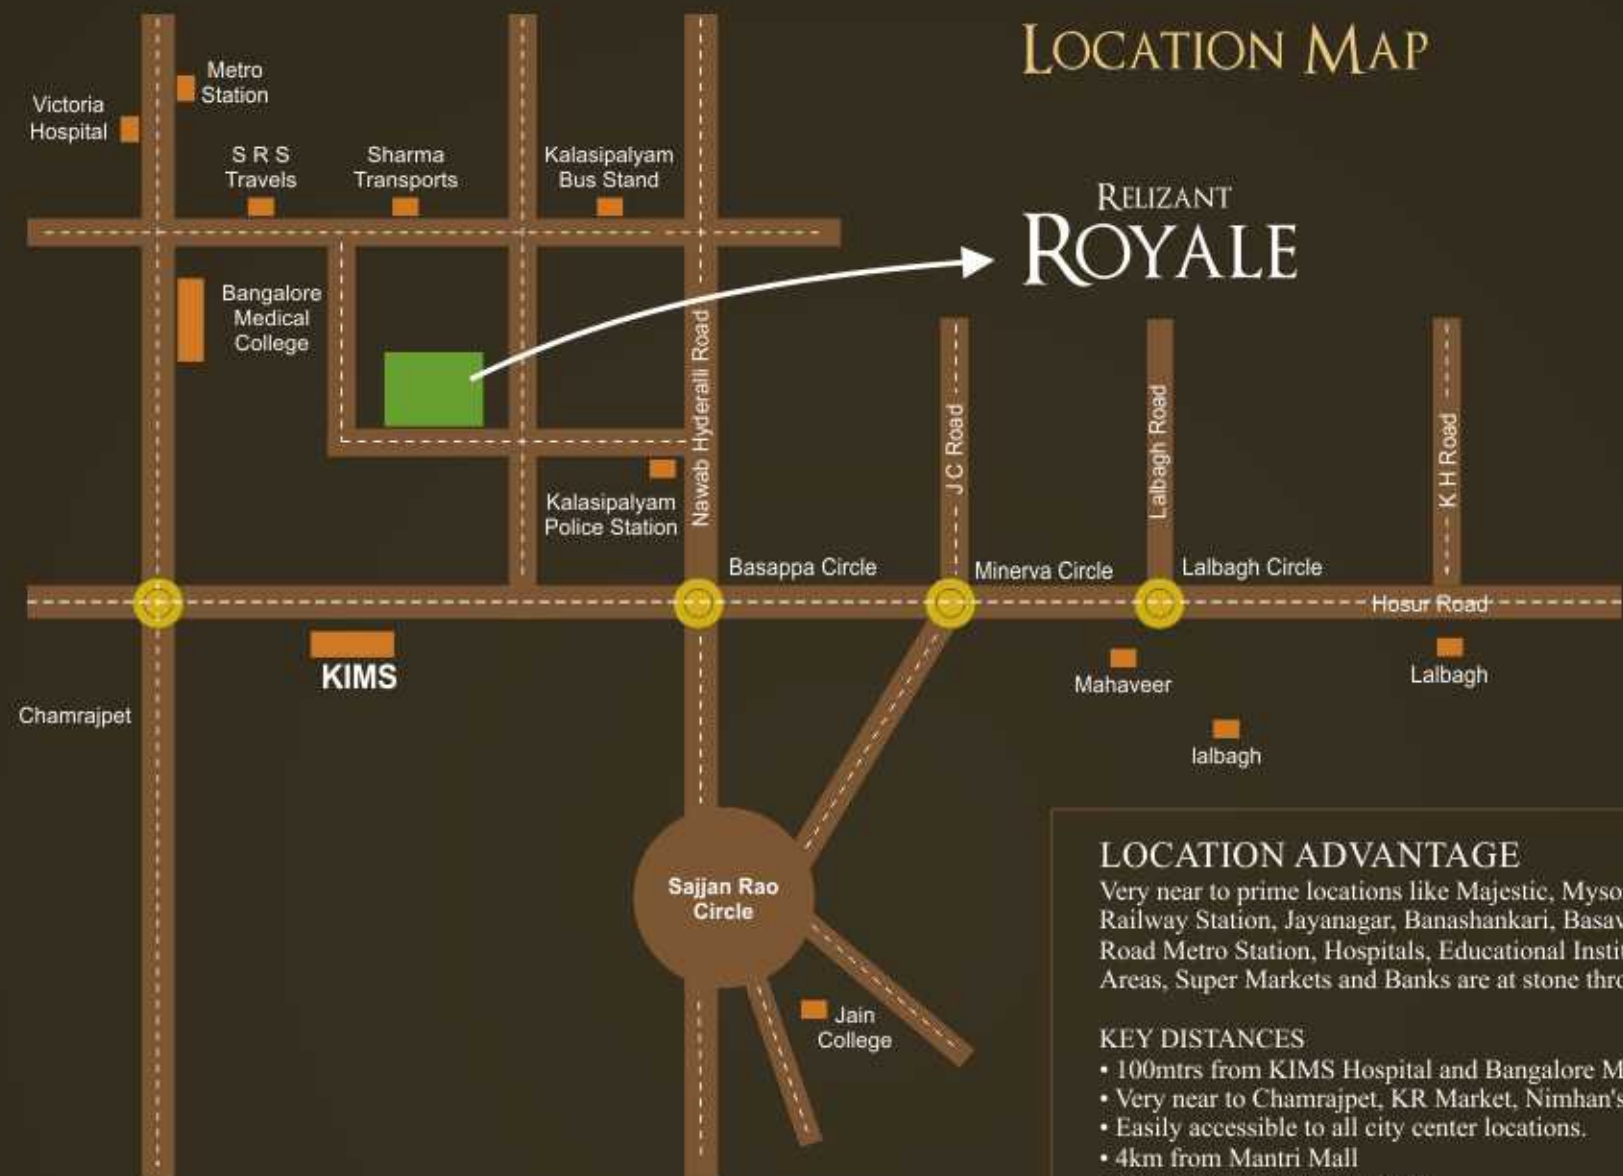 LOCATION MAP
Metro
Station
Victoria
Hospital
S R S
Travels
Sharma
Transports
Kalasipalyam
Bus Stand
RELIZANT
ROYALE
Bangalore
Medical
College
Nawab Hyderalli Road
J.C Road
Lalbagh Road
K H Road
Kalasipalyam
Police Station
Basappa Circle
Minerva Circle
Lalbagh Circle
Hosur Road
KIMS
Mahaveer
Lalbagh
Chamrajpet
lalbagh
Sajjan Rao
Circle
Jain
College
LOCATION ADVANTAGE
Very near to prime locations like Majestic, Myso
Railway Station, Jayanagar, Banashankari, Basav
Road Metro Station, Hospitals, Educational Insti
Areas, Super Markets and Banks are at stone thro
KEY DISTANCES
• 100mtrs from KIMS Hospital and Bangalore M
• Very near to Chamrajpet, KR Market, Nimhan's
• Easily accessible to all city center locations.
• 4km from Mantri Mall